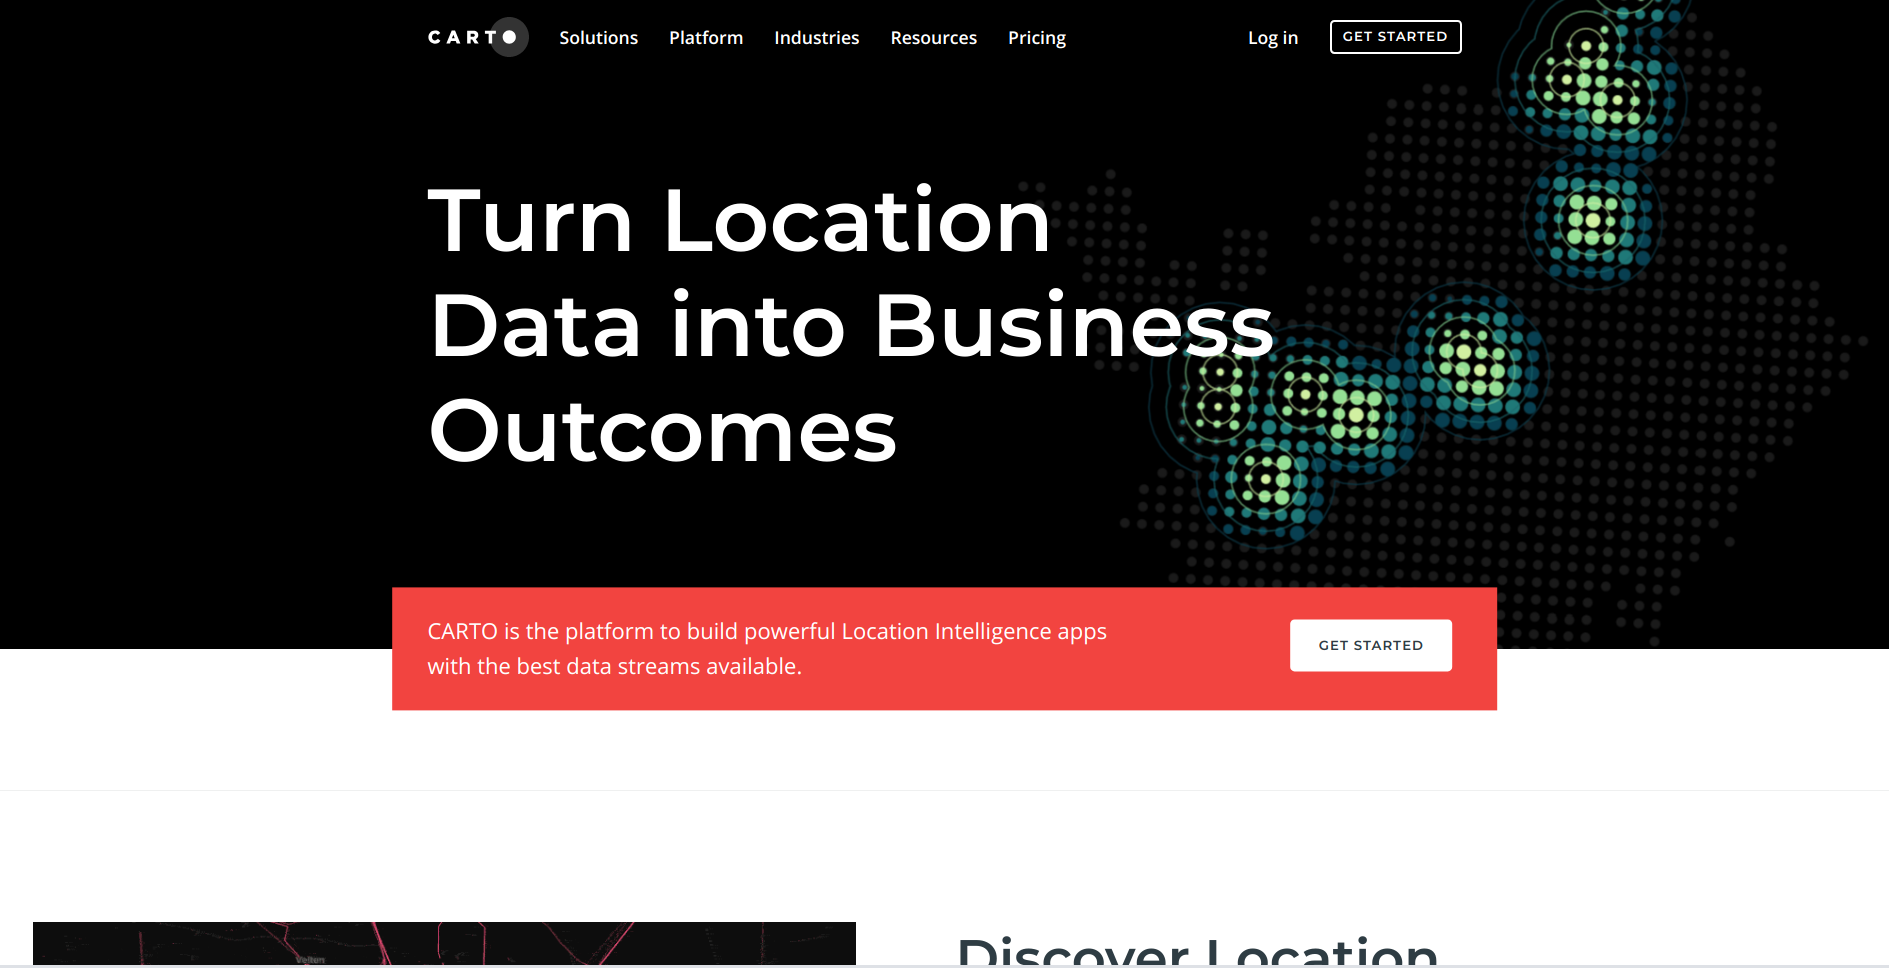 CARTO Solutions Platform Industries Resources Pricing Log in GET STARTED
Turn Location
Data into Business
Outcomes
CARTO is the platform to build powerful Location Intelligence apps
with the best data streams available.
GET STARTED
Discover Location